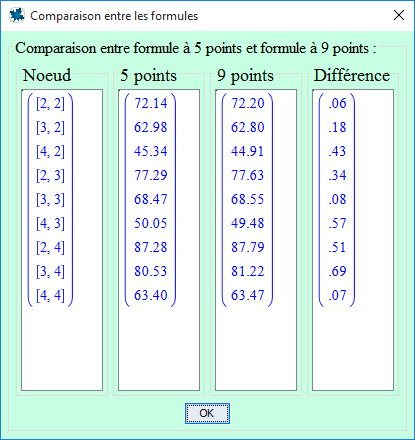 Comparaison entre les formules
Comparaison entre formule à 5 points et formule à 9 points :
Noeud 5 points 9 points Différence
[2, 2] 72.14 72.20 .06
[3, 2] 62.98 62.80 .18
[4, 2] 45.34 44.91 .43
[2, 3] 77.29 77.63 .34
[3, 3] 68.47 68.55 .08
[4, 3] 50.05 49.48 .57
[2, 4] 87.28 87.79 .51
[3, 4] 80.53 81.22 .69
[4, 4] 63.40 63.47 .07
OK